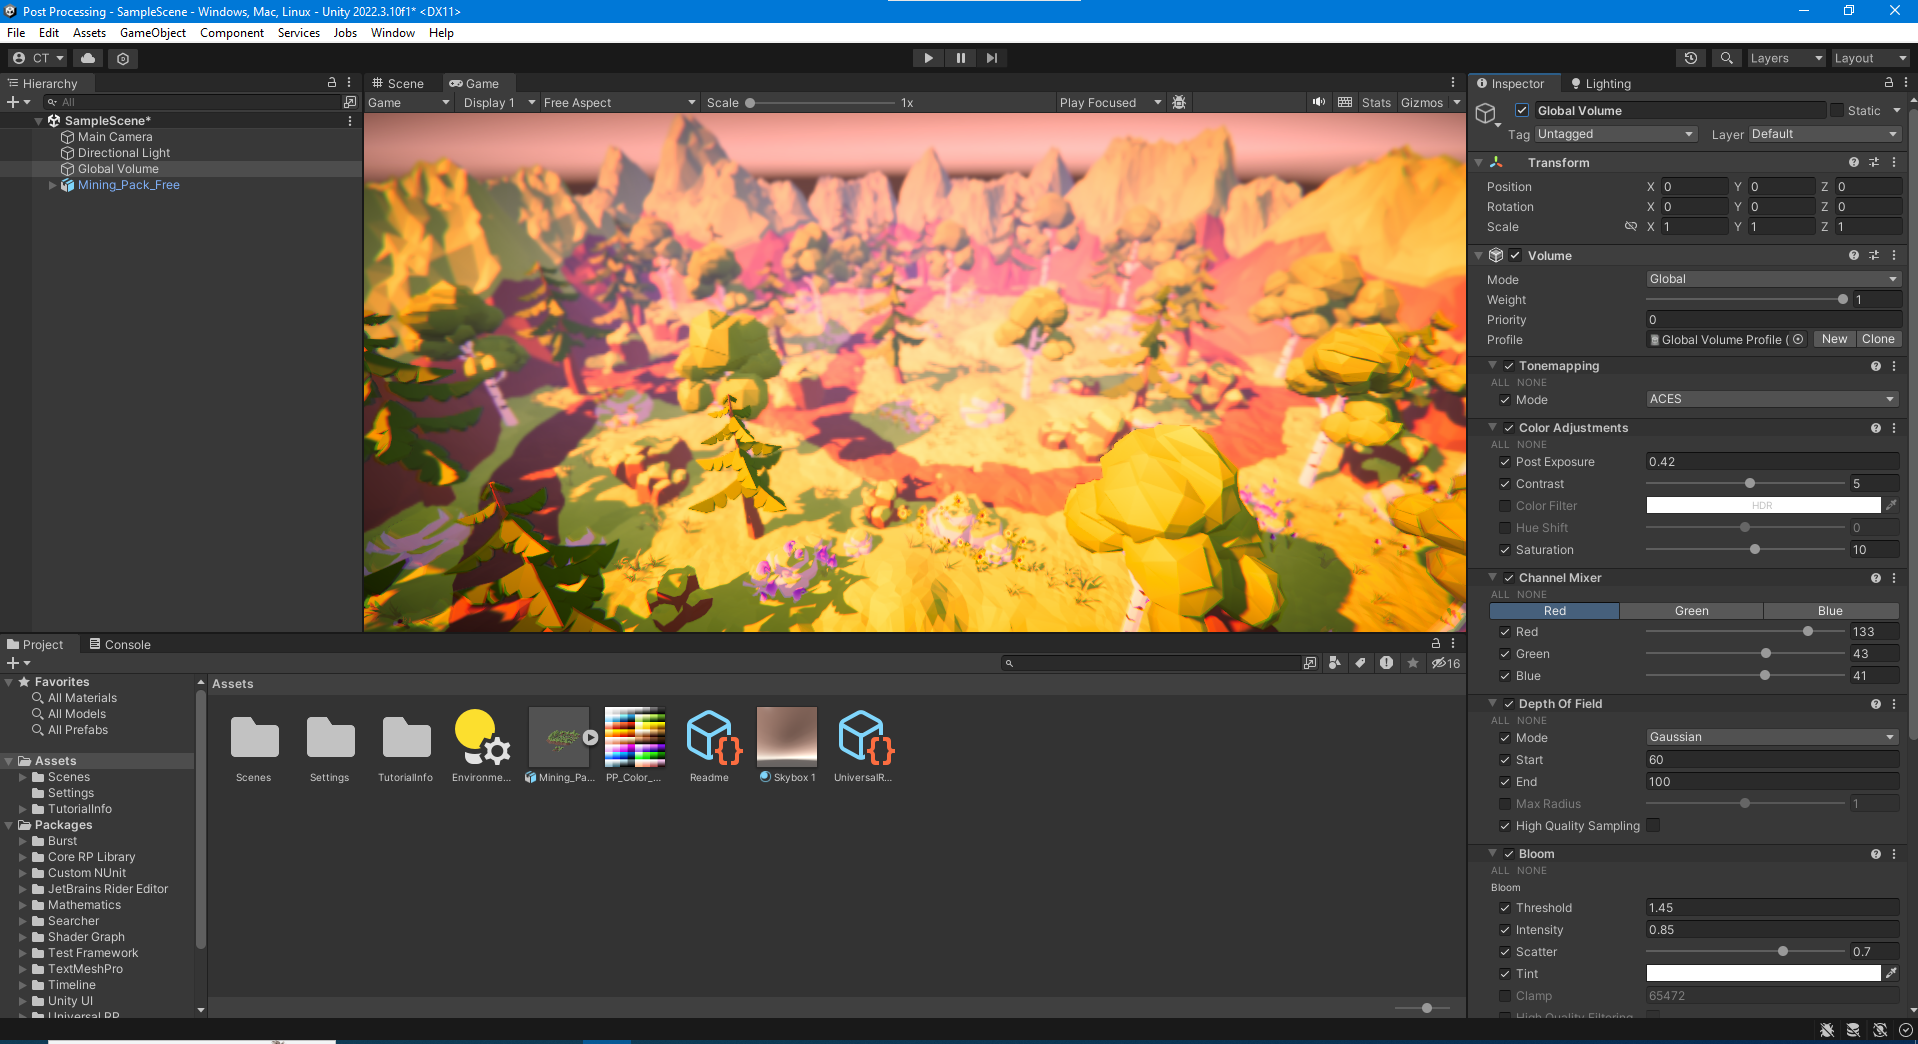 Post Processing - SampleScene - Windows, Mac, Linux - Unity 2022.3.10f1* <DX11>
File Edit Assets GameObject Component Services Jobs Window Help
CT
Layers
Layout
Hierarchy
All
SampleScene*
Main Camera
Directional Light
Global Volume
Mining_Pack_Free
Scene Game
Game Display 1 Free Aspect Scale 1x Play Focused Stats Gizmos
Inspector Lighting
Global Volume Static
Tag Untagged Layer Default
Transform
Position X 0 Y 0 Z 0
Rotation X 0 Y 0 Z 0
Scale X 1 Y 1 Z 1
Volume
Mode Global
Weight 1
Priority 0
Profile Global Volume Profile ( New Clone
Tonemapping
ALL NONE
Mode ACES
Color Adjustments
ALL NONE
Post Exposure 0.42
Contrast 5
Color Filter HDR
Hue Shift 0
Saturation 10
Channel Mixer
ALL NONE
Red Green Blue
Red 133
Green 43
Blue 41
Depth Of Field
ALL NONE
Mode Gaussian
Start 60
End 100
Max Radius 1
High Quality Sampling
Bloom
ALL NONE
Bloom
Threshold 1.45
Intensity 0.85
Scatter 0.7
Tint
Clamp 65472
High Quality Filtering
Project Console
16
Favorites
All Materials
All Models
All Prefabs
Assets
Scenes
Settings
TutorialInfo
Packages
Burst
Core RP Library
Custom NUnit
JetBrains Rider Editor
Mathematics
Searcher
Shader Graph
Test Framework
TextMeshPro
Timeline
Unity UI
Universal RP
Assets
Scenes Settings TutorialInfo Environme... Mining_Pa... PP_Color_... Readme Skybox 1 UniversalR...